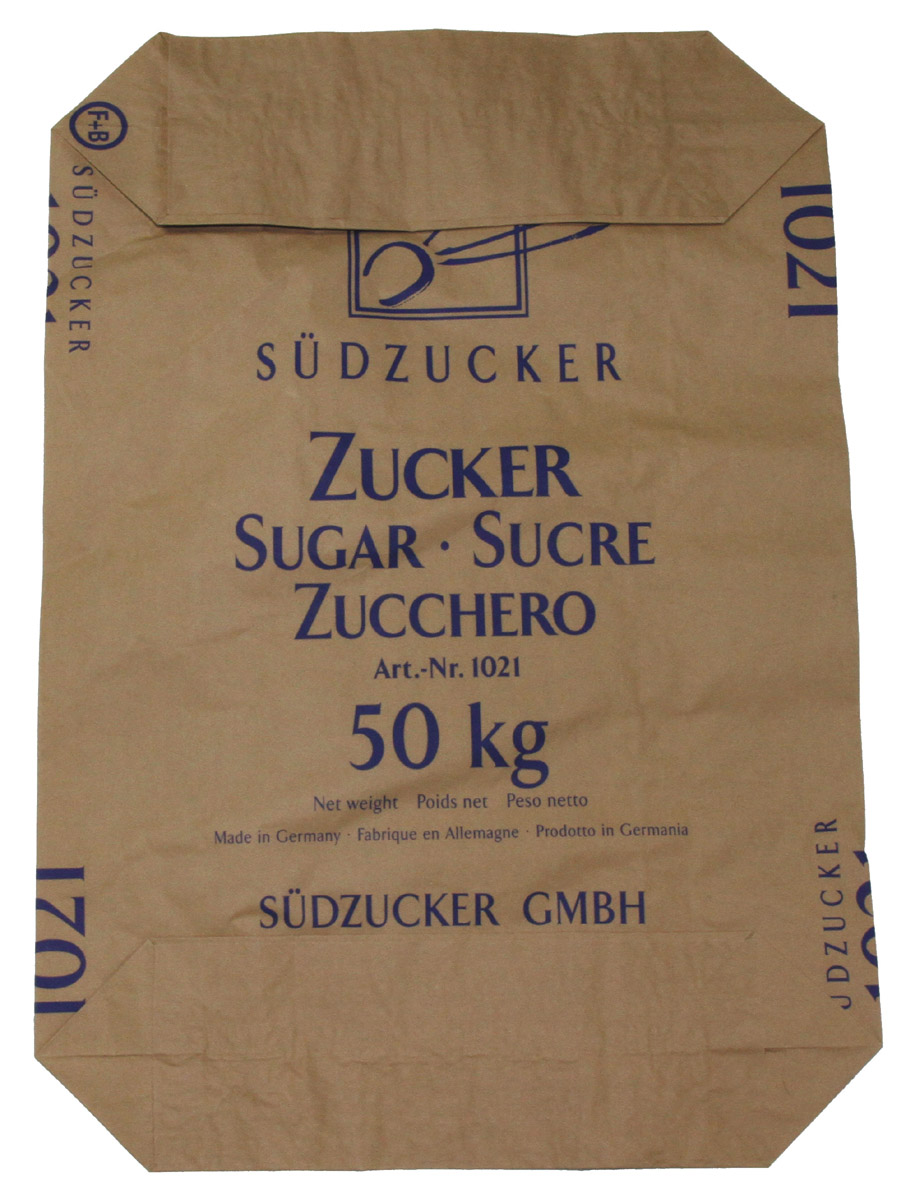 F+B
SÜDZUCKER
1021
SÜDZUCKER
ZUCKER
SUGAR · SUCRE
ZUCCHERO
Art.-Nr. 1021
50 kg
Net weight Poids net Peso netto
Made in Germany · Fabrique en Allemagne · Prodotto in Germania
SÜDZUCKER GMBH
1021
DZUCKER